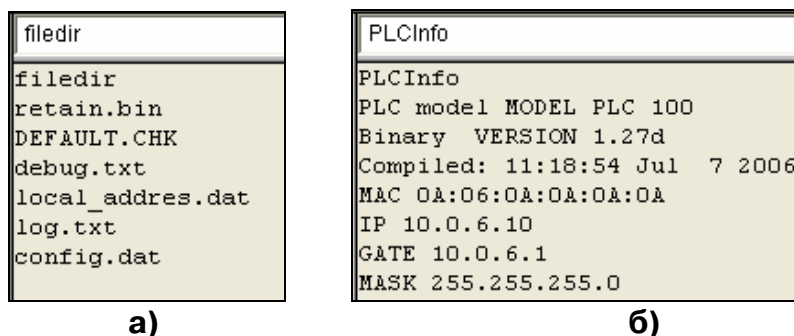 filedir
filedir
retain.bin
DEFAULT.CHK
debug.txt
local_addres.dat
log.txt
config.dat
а)
PLCInfo
PLCInfo
PLC model MODEL PLC 100
Binary  VERSION 1.27d
Compiled: 11:18:54 Jul  7 2006
MAC 0A:06:0A:0A:0A:0A
IP 10.0.6.10
GATE 10.0.6.1
MASK 255.255.255.0
б)